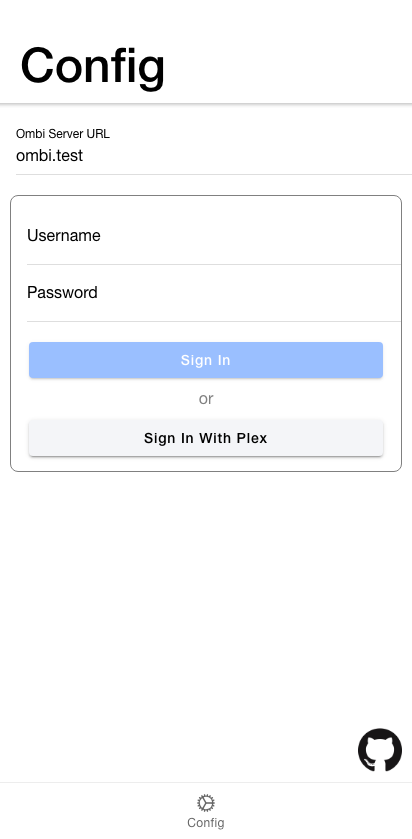 Config
Ombi Server URL
ombi.test
Username
Password
Sign In
or
Sign In With Plex
Config